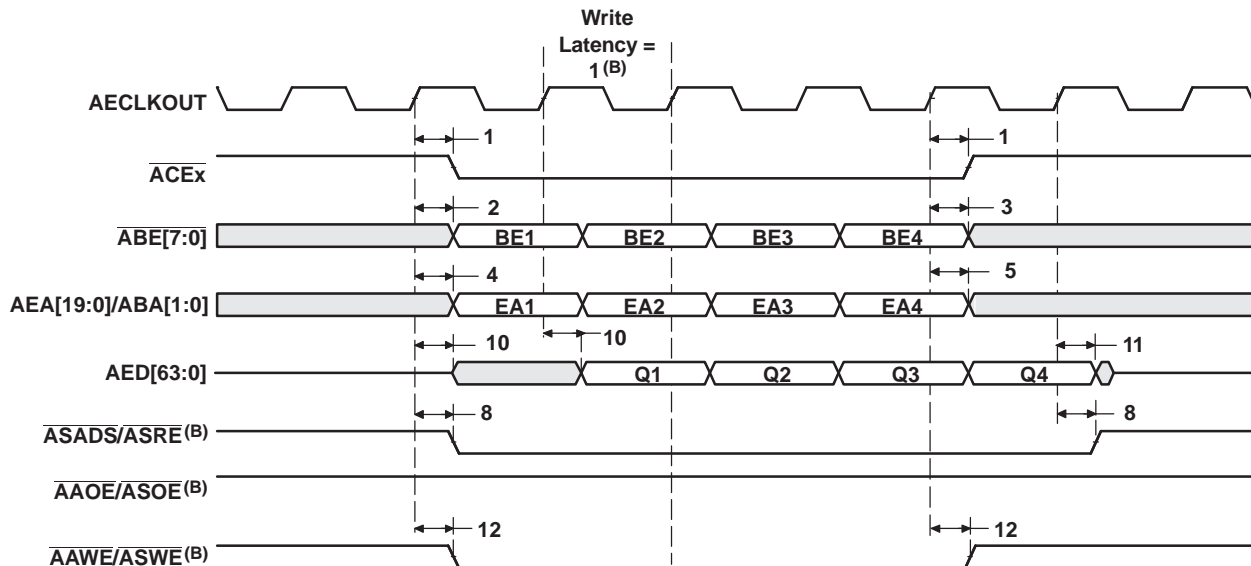 Write
Latency =
1(B)
AECLKOUT
1 1
ACEx
2 3
ABE[7:0] BE1 BE2 BE3 BE4
4 5
AEA[19:0]/ABA[1:0] EA1 EA2 EA3 EA4
10 10 11
AED[63:0] Q1 Q2 Q3 Q4
8 8
ASADS/ASRE(B)
AAOE/ASOE(B)
12 12
AAWE/ASWE(B)